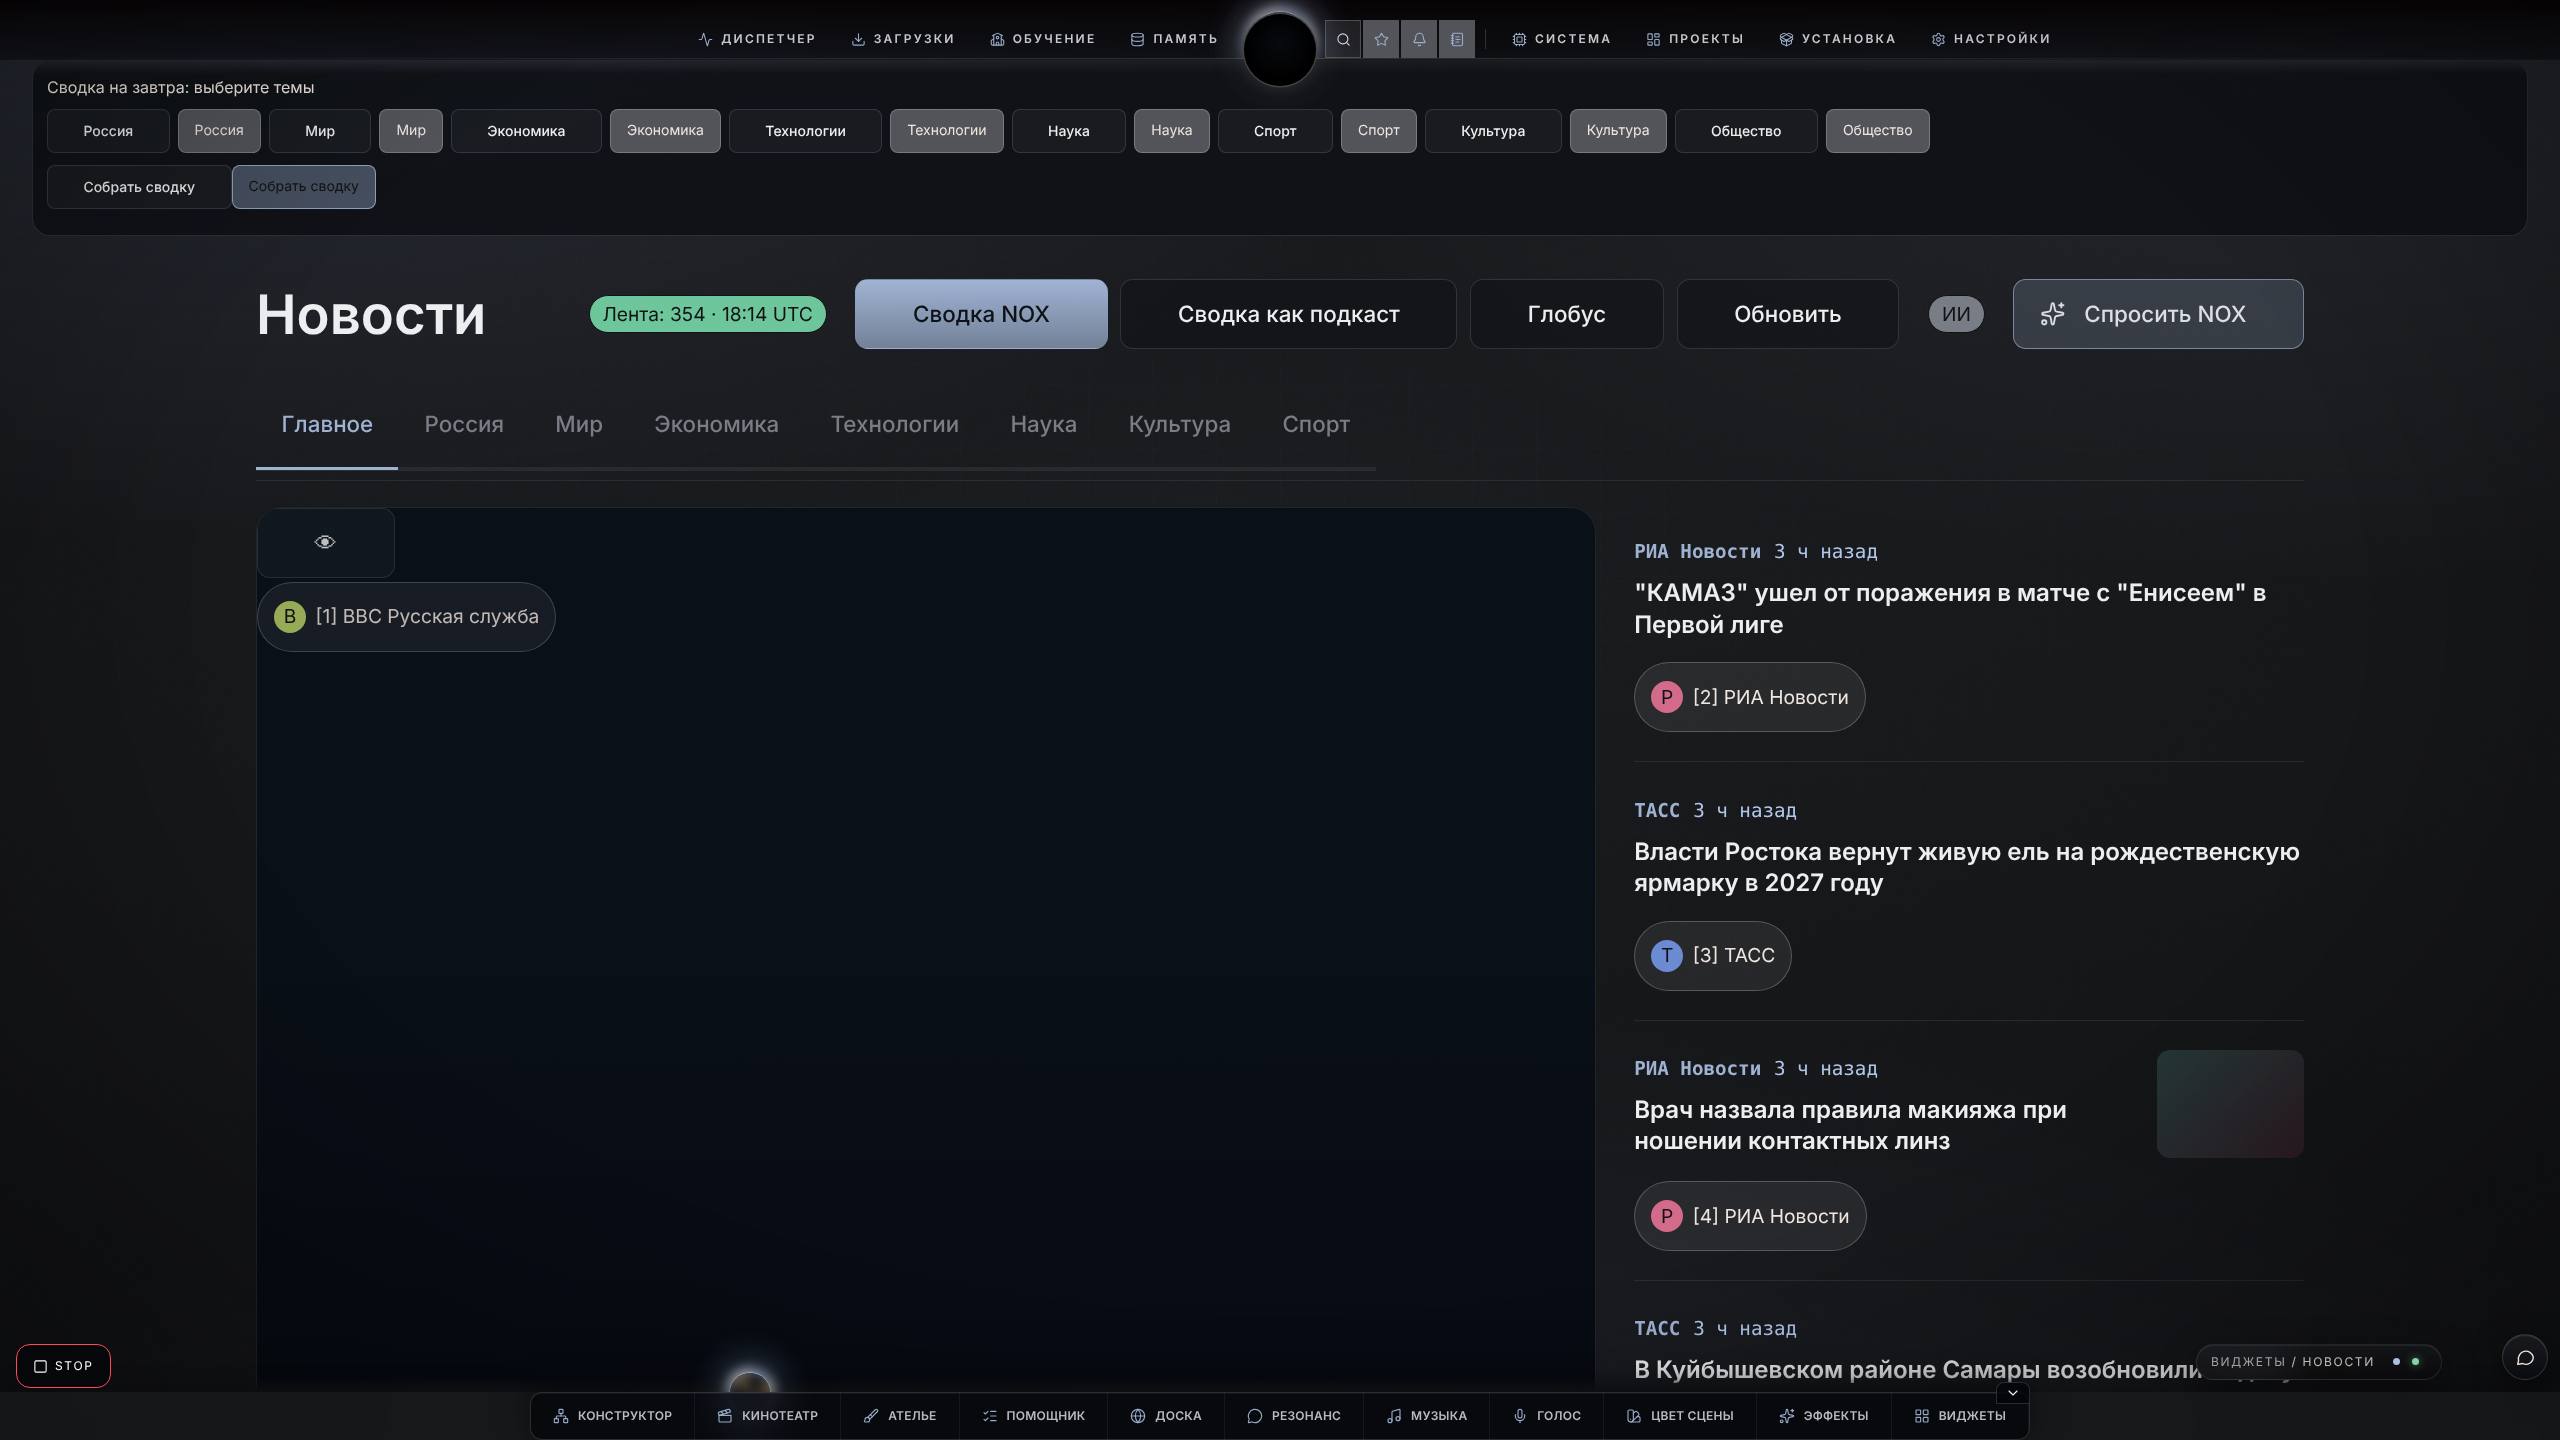 ДИСПЕТЧЕР ЗАГРУЗКИ ОБУЧЕНИЕ ПАМЯТЬ СИСТЕМА ПРОЕКТЫ УСТАНОВКА НАСТРОЙКИ
Сводка на завтра: выберите темы
Россия Россия Мир Мир Экономика Экономика Технологии Технологии Наука Наука Спорт Спорт Культура Культура Общество Общество
Собрать сводку Собрать сводку
Новости Лента: 354 · 18:14 UTC Сводка NOX Сводка как подкаст Глобус Обновить ИИ Спросить NOX
Главное Россия Мир Экономика Технологии Наука Культура Спорт
B [1] BBC Русская служба
РИА Новости 3 ч назад
"КАМАЗ" ушел от поражения в матче с "Енисеем" в
Первой лиге
Р [2] РИА Новости
ТАСС 3 ч назад
Власти Ростока вернут живую ель на рождественскую
ярмарку в 2027 году
Т [3] ТАСС
РИА Новости 3 ч назад
Врач назвала правила макияжа при
ношении контактных линз
Р [4] РИА Новости
ТАСС 3 ч назад
В Куйбышевском районе Самары возобновили
STOP
ВИДЖЕТЫ / НОВОСТИ
КОНСТРУКТОР КИНОТЕАТР АТЕЛЬЕ ПОМОЩНИК ДОСКА РЕЗОНАНС МУЗЫКА ГОЛОС ЦВЕТ СЦЕНЫ ЭФФЕКТЫ ВИДЖЕТЫ